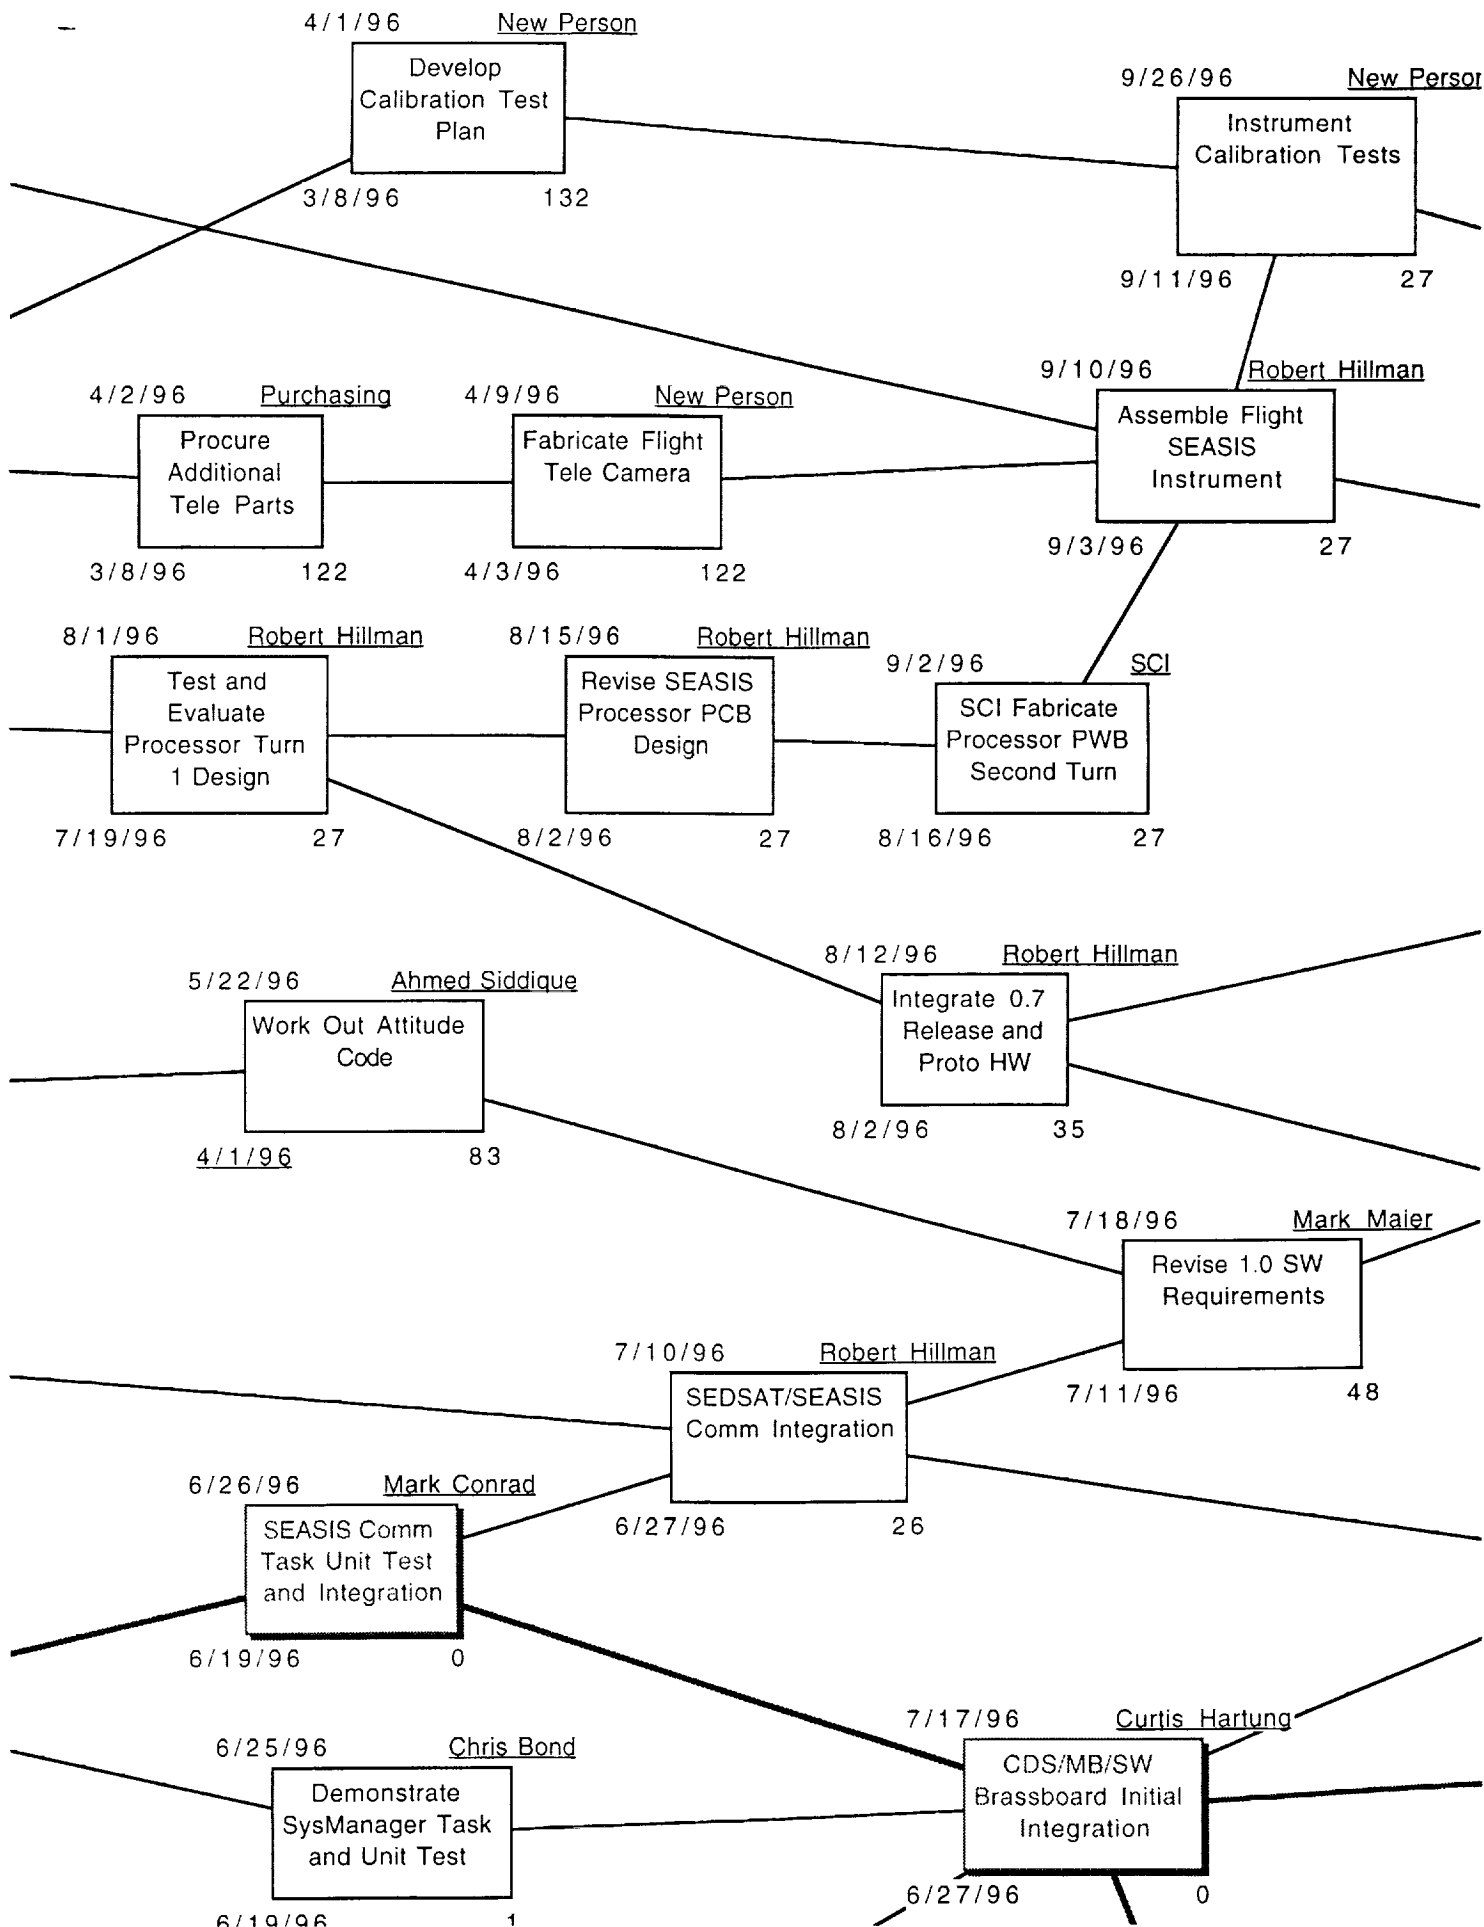 4/1/96 New Person
Develop
Calibration Test
Plan
3/8/96 132
9/26/96 New Person
Instrument
Calibration Tests
9/11/96 27
4/2/96 Purchasing
Procure
Additional
Tele Parts
3/8/96 122
4/9/96 New Person
Fabricate Flight
Tele Camera
4/3/96 122
9/10/96 Robert Hillman
Assemble Flight
SEASIS
Instrument
9/3/96 27
8/1/96 Robert Hillman
Test and
Evaluate
Processor Turn
1 Design
7/19/96 27
8/15/96 Robert Hillman
Revise SEASIS
Processor PCB
Design
8/2/96 27
9/2/96 SCI
SCI Fabricate
Processor PWB
Second Turn
8/16/96 27
5/22/96 Ahmed Siddique
Work Out Attitude
Code
4/1/96 83
8/12/96 Robert Hillman
Integrate 0.7
Release and
Proto HW
8/2/96 35
7/18/96 Mark Maier
Revise 1.0 SW
Requirements
7/11/96 48
7/10/96 Robert Hillman
SEDSAT/SEASIS
Comm Integration
6/27/96 26
6/26/96 Mark Conrad
SEASIS Comm
Task Unit Test
and Integration
6/19/96 0
6/25/96 Chris Bond
Demonstrate
SysManager Task
and Unit Test
6/19/96 1
7/17/96 Curtis Hartung
CDS/MB/SW
Brassboard Initial
Integration
6/27/96 0